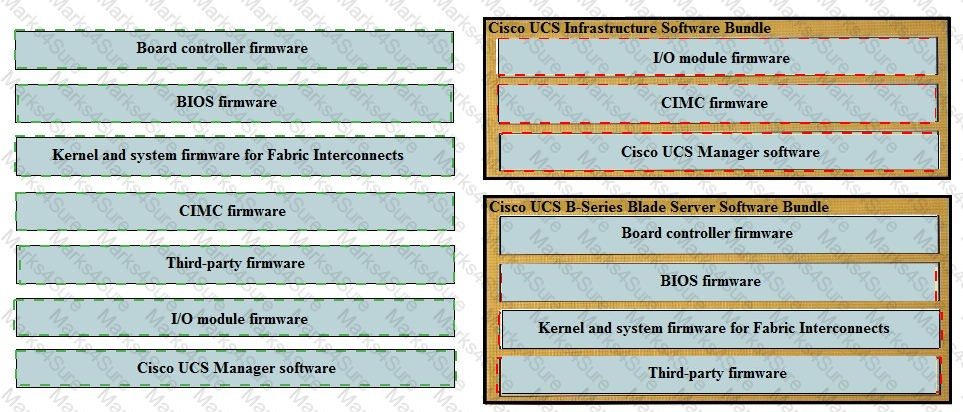 Board controller firmware
BIOS firmware
Kernel and system firmware for Fabric Interconnects
CIMC firmware
Third-party firmware
I/O module firmware
Cisco UCS Manager software
Cisco UCS Infrastructure Software Bundle
I/O module firmware
CIMC firmware
Cisco UCS Manager software
Cisco UCS B-Series Blade Server Software Bundle
Board controller firmware
BIOS firmware
Kernel and system firmware for Fabric Interconnects
Third-party firmware
Marks4Sure